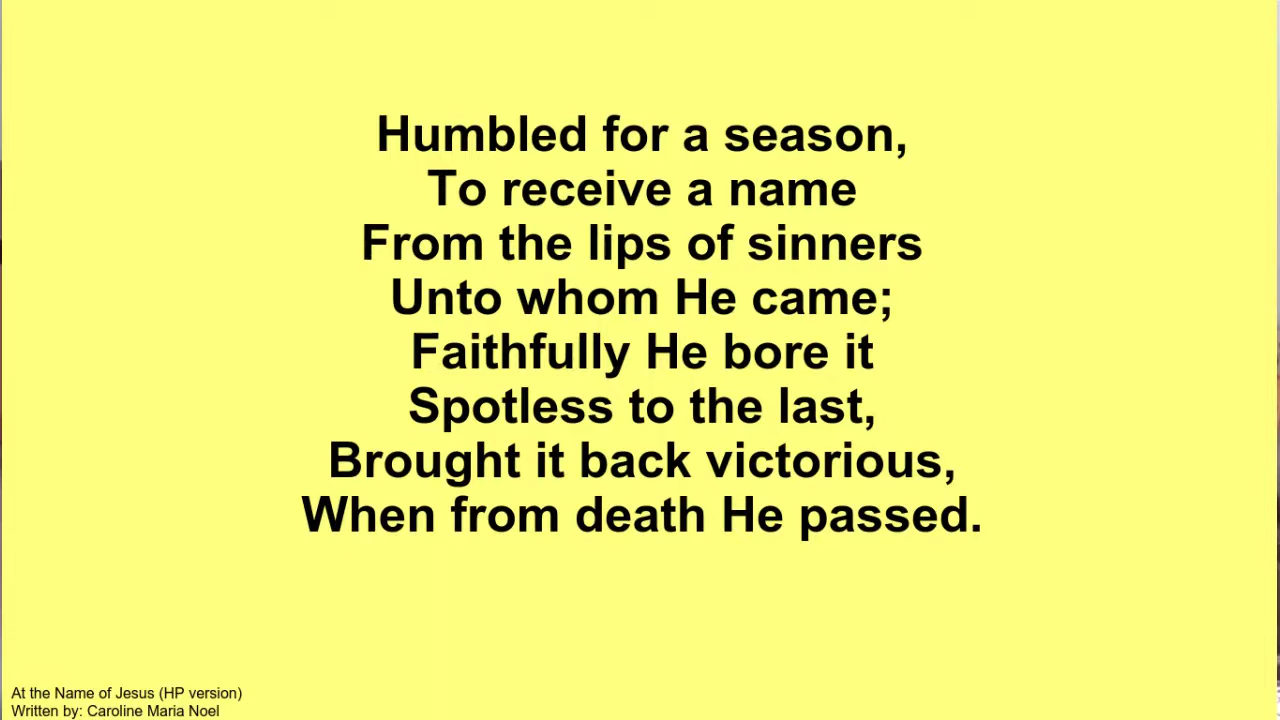 Humbled for a season,
To receive a name
From the lips of sinners
Unto whom He came;
Faithfully He bore it
Spotless to the last,
Brought it back victorious,
When from death He passed.
At the Name of Jesus (HP version)
Written by: Caroline Maria Noel